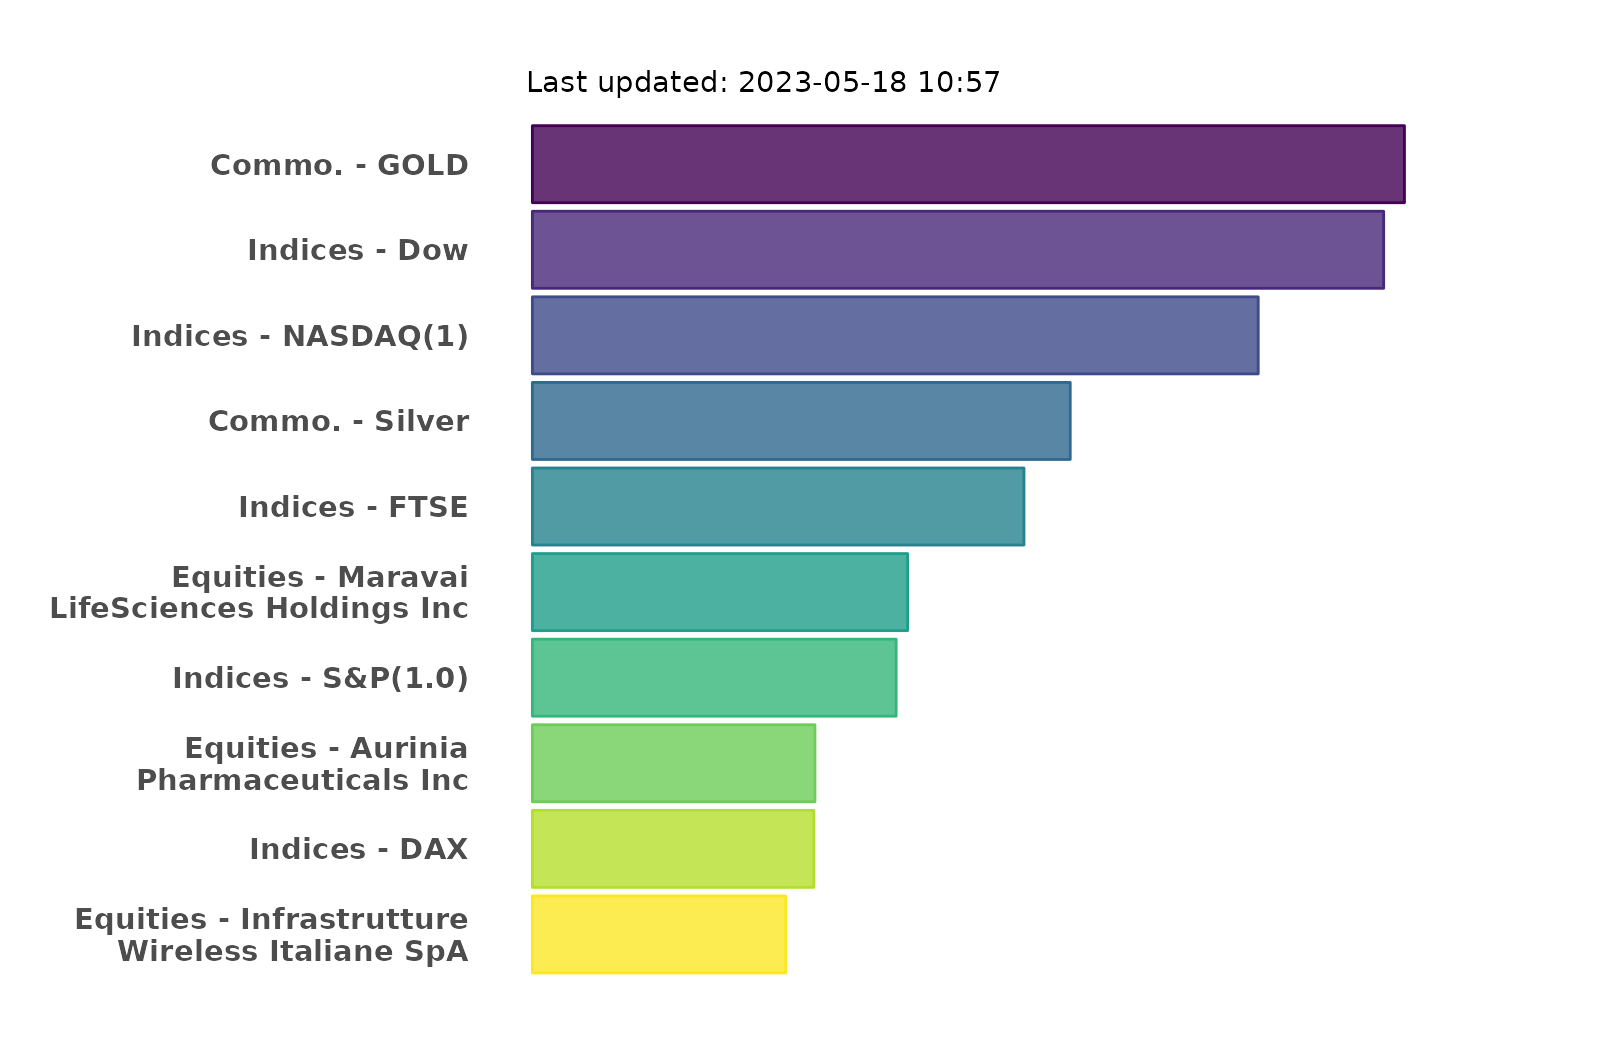 Last updated: 2023-05-18 10:57
Commo. - GOLD
Indices - Dow
Indices - NASDAQ(1)
Commo. - Silver
Indices - FTSE
Equities - Maravai
LifeSciences Holdings Inc
Indices - S&P(1.0)
Equities - Aurinia
Pharmaceuticals Inc
Indices - DAX
Equities - Infrastrutture
Wireless Italiane SpA